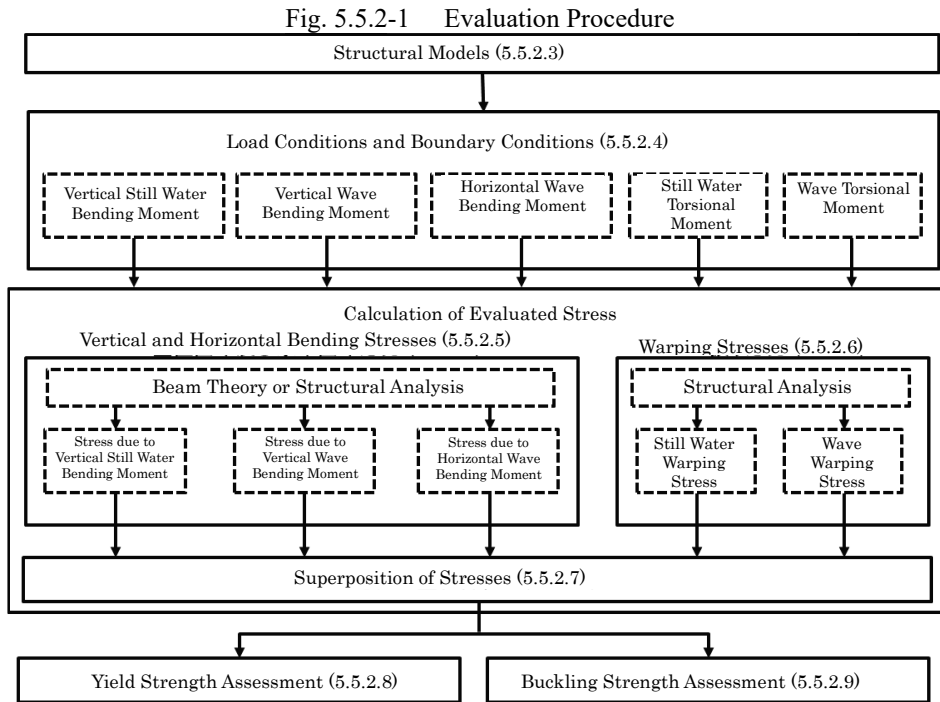 Fig. 5.5.2-1 Evaluation Procedure
Structural Models (5.5.2.3)
Load Conditions and Boundary Conditions (5.5.2.4)
Vertical Still Water
Bending Moment
Vertical Wave
Bending Moment
Horizontal Wave
Bending Moment
Still Water
Torsional
Moment
Wave Torsional
Moment
Calculation of Evaluated Stress
Vertical and Horizontal Bending Stresses (5.5.2.5)
Beam Theory or Structural Analysis
Stress due to
Vertical Still Water
Bending Moment
Stress due to
Vertical Wave
Bending Moment
Stress due to
Horizontal Wave
Bending Moment
Warping Stresses (5.5.2.6)
Structural Analysis
Still Water
Warping
Stress
Wave
Warping
Stress
Superposition of Stresses (5.5.2.7)
Yield Strength Assessment (5.5.2.8)
Buckling Strength Assessment (5.5.2.9)